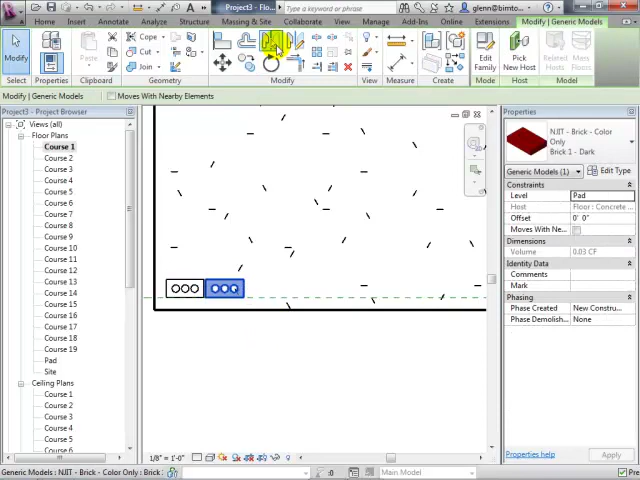 Project3 - Flo...
Type a keyword or phrase
glenn@bimto...
Home
Insert
Annotate
Structure
Massing & Site
Collaborate
View
Manage
Add-Ins
Online
Extensions
Modify | Generic Models
Modify
Cope
Cut
Join
Edit Family
Pick New Host
Related Hosts
Host Models
Select
Properties
Clipboard
Geometry
Modify
View
Measure
Create
Mode
Host
Model
Modify | Generic Models
Moves With Nearby Elements
Project3 - Project Browser
Views (all)
Floor Plans
Course 1
Course 2
Course 3
Course 4
Course 5
Course 6
Course 7
Course 8
Course 9
Course 10
Course 11
Course 12
Course 13
Course 14
Course 15
Course 16
Course 17
Course 18
Course 19
Pad
Site
Ceiling Plans
Course 1
Course 2
Course 3
Course 4
Course 5
Course 6
Properties
NJIT - Brick - Color Only
Brick 1 - Dark
Generic Models (1)
Edit Type
Constraints
Level
Pad
Host
Floor : Concrete ...
Offset
0' 0"
Moves With Ne...
Dimensions
Volume
0.03 CF
Identity Data
Comments
Mark
Phasing
Phase Created
New Constru...
Phase Demolish...
None
Properties help
Apply
1/8" = 1'-0"
Generic Models : NJIT - Brick - Color Only : Brick
:0
Main Model
Pre